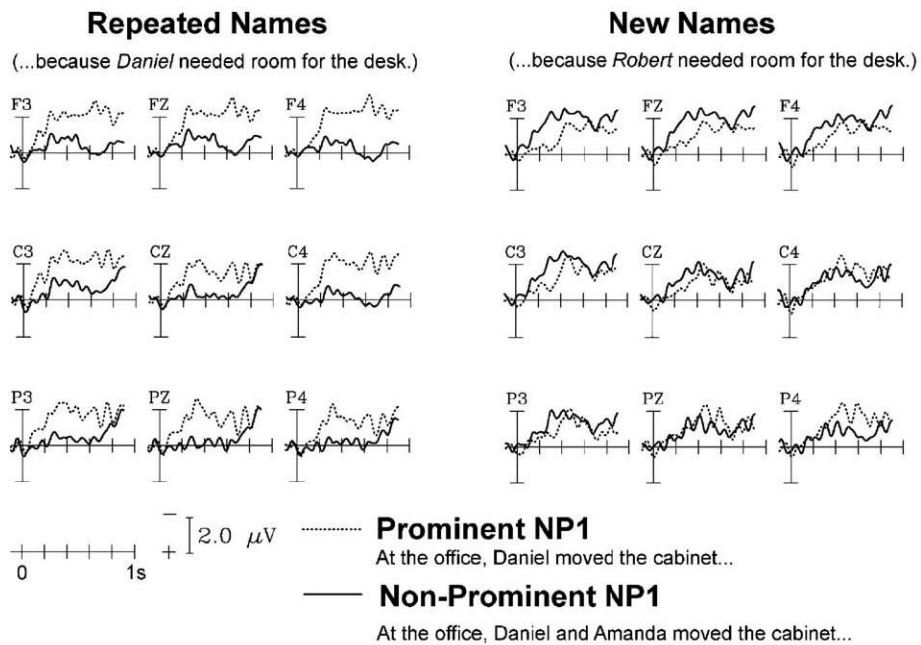 Repeated Names
(...because Daniel needed room for the desk.)
F3 FZ F4
C3 CZ C4
P3 PZ P4
New Names
(...because Robert needed room for the desk.)
F3 FZ F4
C3 CZ C4
P3 PZ P4
0 1s
− + 2.0 µV
Prominent NP1
At the office, Daniel moved the cabinet...
Non-Prominent NP1
At the office, Daniel and Amanda moved the cabinet...